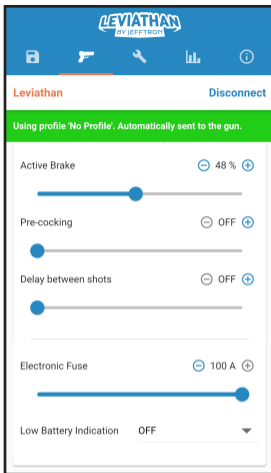 LEVIATHAN
BY JEFFTRON
Leviathan Disconnect
Using profile 'No Profile'. Automatically sent to the gun.
Active Brake 48 %
Pre-cocking OFF
Delay between shots OFF
Electronic Fuse 100 A
Low Battery Indication OFF